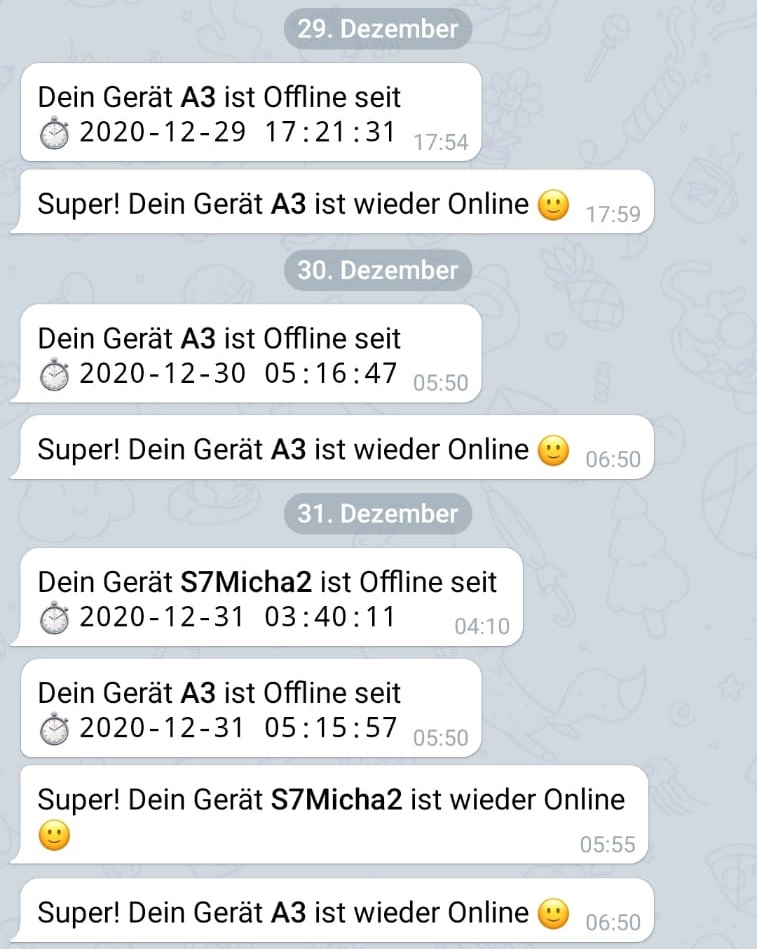 29. Dezember
Dein Gerät A3 ist Offline seit
⏱ 2020-12-29 17:21:31 17:54
Super! Dein Gerät A3 ist wieder Online 🙂 17:59
30. Dezember
Dein Gerät A3 ist Offline seit
⏱ 2020-12-30 05:16:47 05:50
Super! Dein Gerät A3 ist wieder Online 🙂 06:50
31. Dezember
Dein Gerät S7Micha2 ist Offline seit
⏱ 2020-12-31 03:40:11 04:10
Dein Gerät A3 ist Offline seit
⏱ 2020-12-31 05:15:57 05:50
Super! Dein Gerät S7Micha2 ist wieder Online
🙂 05:55
Super! Dein Gerät A3 ist wieder Online 🙂 06:50